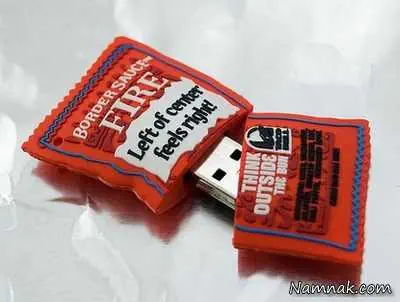 BORDER SAUCE
FIRE
Left of center
feels right!
THINK
OUTSIDE
THE BUN
Namnak.com